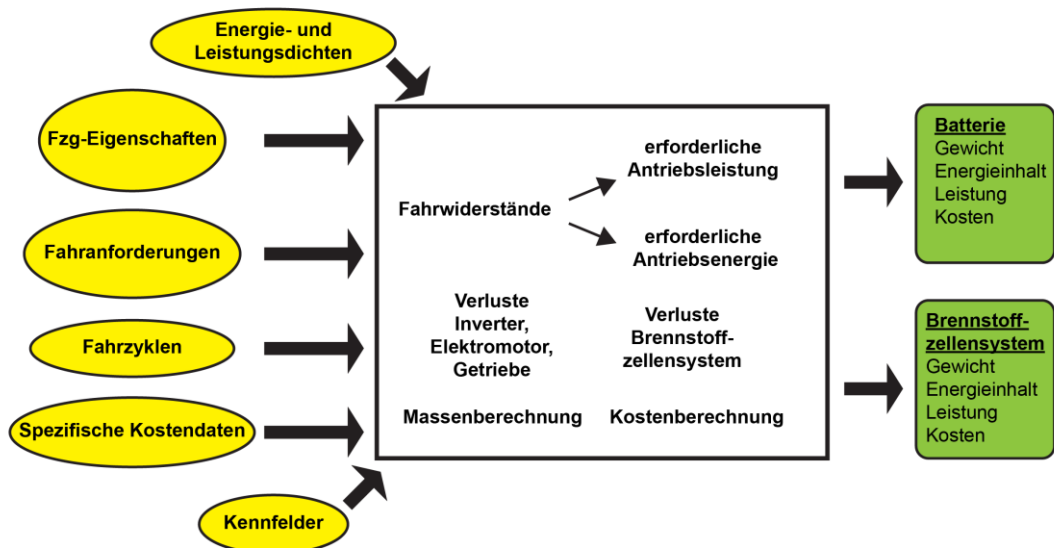 Energie- und
Leistungsdichten
Fzg-Eigenschaften
Fahranforderungen
Fahrzyklen
Spezifische Kostendaten
Kennfelder
Fahrwiderstände
erforderliche
Antriebsleistung
erforderliche
Antriebsenergie
Verluste
Inverter,
Elektromotor,
Getriebe
Verluste
Brennstoff-
zellensystem
Massenberechnung
Kostenberechnung
Batterie
Gewicht
Energieinhalt
Leistung
Kosten
Brennstoff-
zellensystem
Gewicht
Energieinhalt
Leistung
Kosten